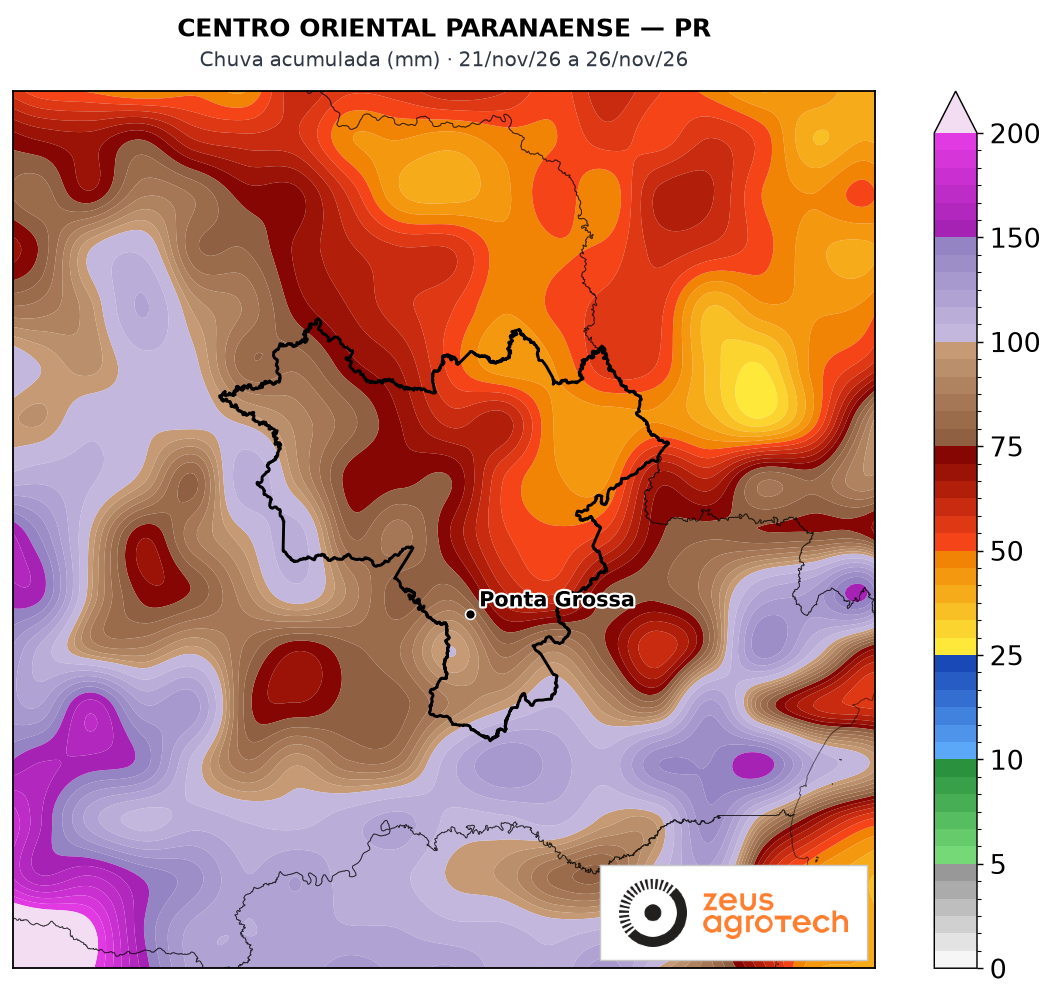 CENTRO ORIENTAL PARANAENSE — PR
Chuva acumulada (mm) · 21/nov/26 a 26/nov/26
200
150
100
75
50
25
10
5
0
Ponta Grossa
zeus
agrotech